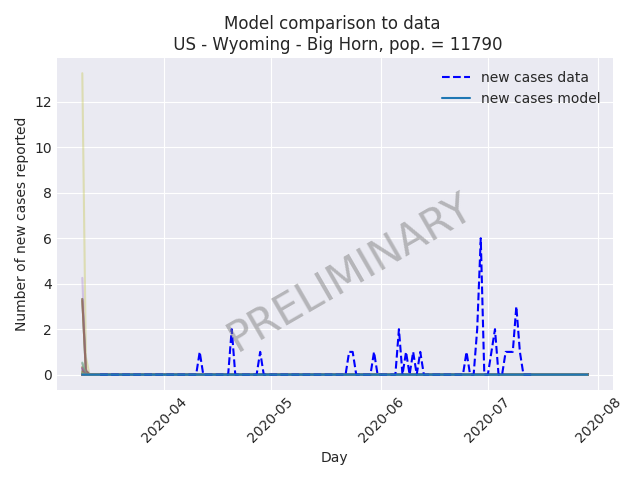 Model comparison to data
US - Wyoming - Big Horn, pop. = 11790
new cases data
new cases model
Number of new cases reported
12
10
8
6
4
2
0
PRELIMINARY
2020-04
2020-05
2020-06
2020-07
2020-08
Day